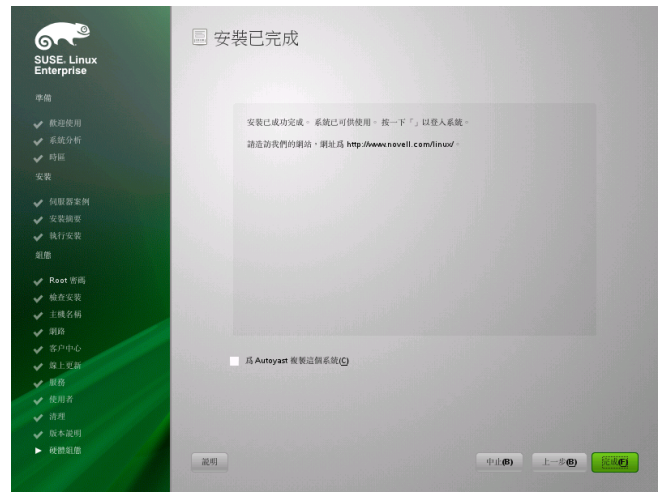 SUSE. Linux
Enterprise
準備
歡迎使用
系統分析
時區
安裝
伺服器案例
安裝摘要
執行安裝
組態
Root 密碼
檢查安裝
主機名稱
網路
客戶中心
線上更新
服務
使用者
清理
版本說明
硬體組態
安裝已完成
安裝已成功完成。 系統已可供使用。 按一下「」以登入系統。
請造訪我們的網站，網址為 http://www.novell.com/linux/。
為 Autoyast 複製這個系統(C)
說明
中止(B)
上一步(B)
完成(F)